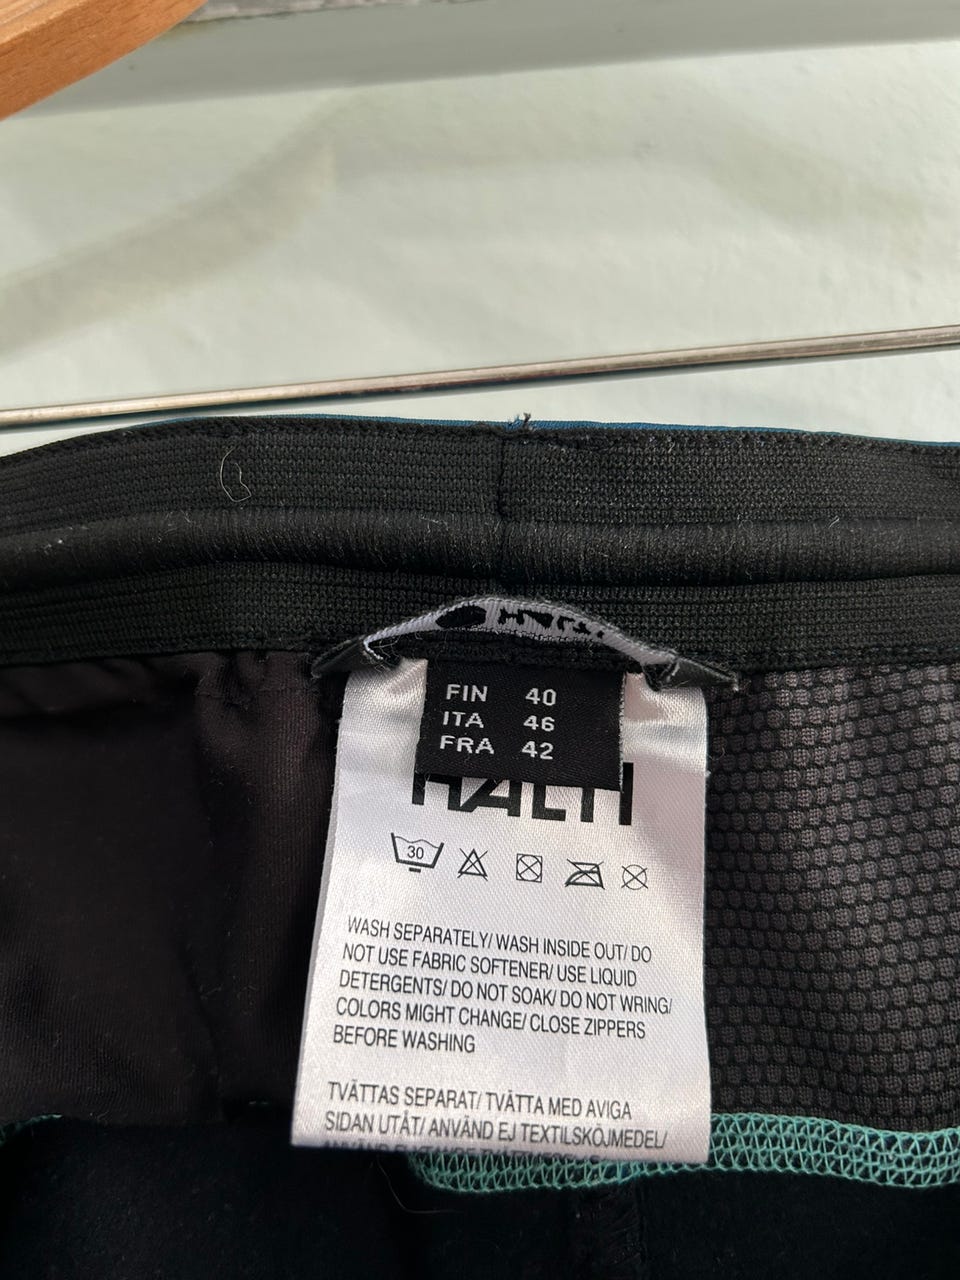 FIN 40
ITA 46
FRA 42
HALTI
30
WASH SEPARATELY/ WASH INSIDE OUT/ DO
NOT USE FABRIC SOFTENER/ USE LIQUID
DETERGENTS/ DO NOT SOAK/ DO NOT WRING/
COLORS MIGHT CHANGE/ CLOSE ZIPPERS
BEFORE WASHING
TVÄTTAS SEPARAT/ TVÄTTA MED AVIGA
SIDAN UTÅT/ ANVÄND EJ TEXTILSKÖJMEDEL/